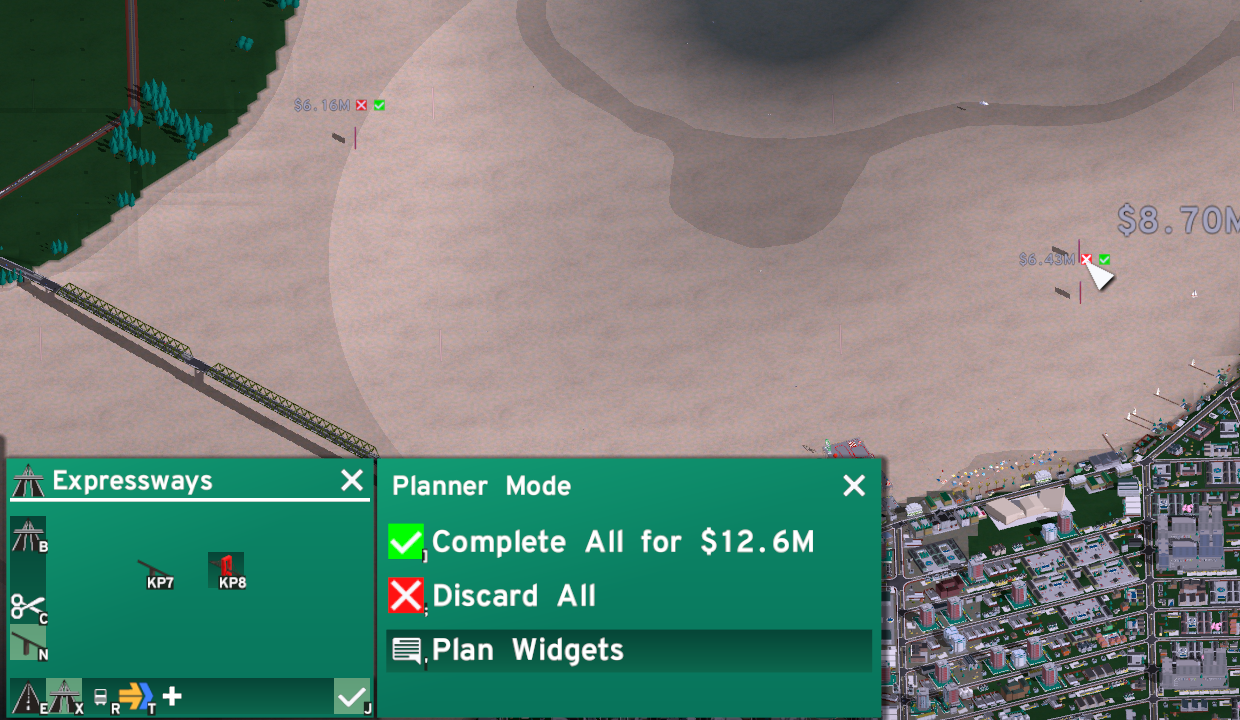 $6.16M
$8.70M
$6.43M
Expressways
Planner Mode
B
Complete All for $12.6M
J
KP7
KP8
Discard All
;
C
Plan Widgets
N
E
X
R
T
J